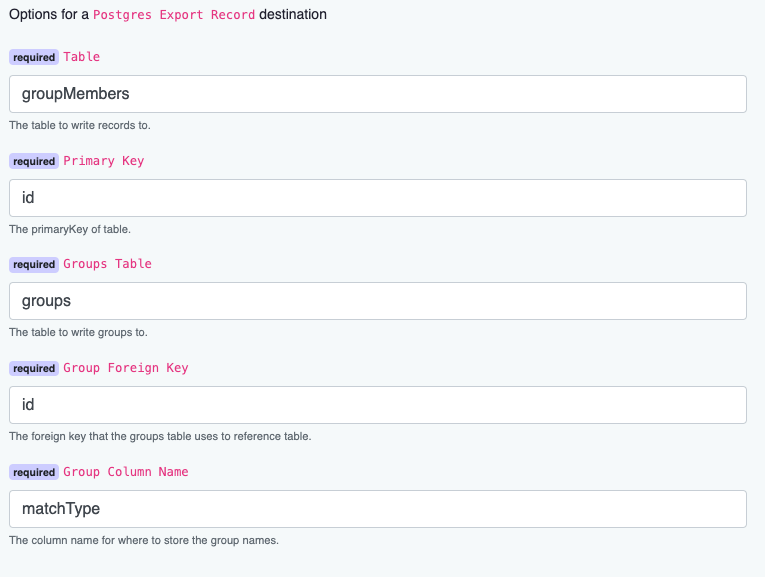 Options for a Postgres Export Record destination
required Table
groupMembers
The table to write records to.
required Primary Key
id
The primaryKey of table.
required Groups Table
groups
The table to write groups to.
required Group Foreign Key
id
The foreign key that the groups table uses to reference table.
required Group Column Name
matchType
The column name for where to store the group names.